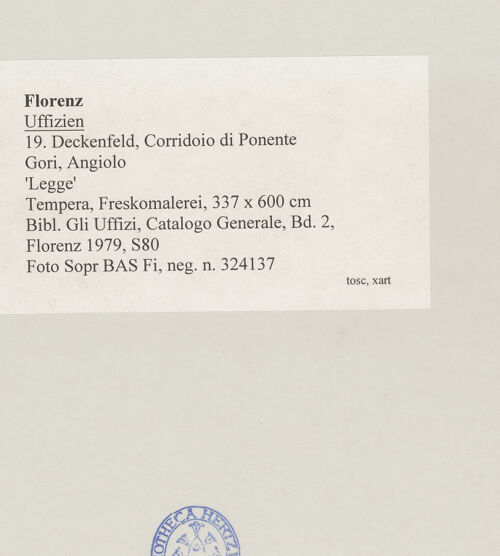 Florenz
Uffizien
19. Deckenfeld, Corridoio di Ponente
Gori, Angiolo
'Legge'
Tempera, Freskomalerei, 337 x 600 cm
Bibl. Gli Uffizi, Catalogo Generale, Bd. 2,
Florenz 1979, S80
Foto Sopr BAS Fi, neg. n. 324137
tosc, xart